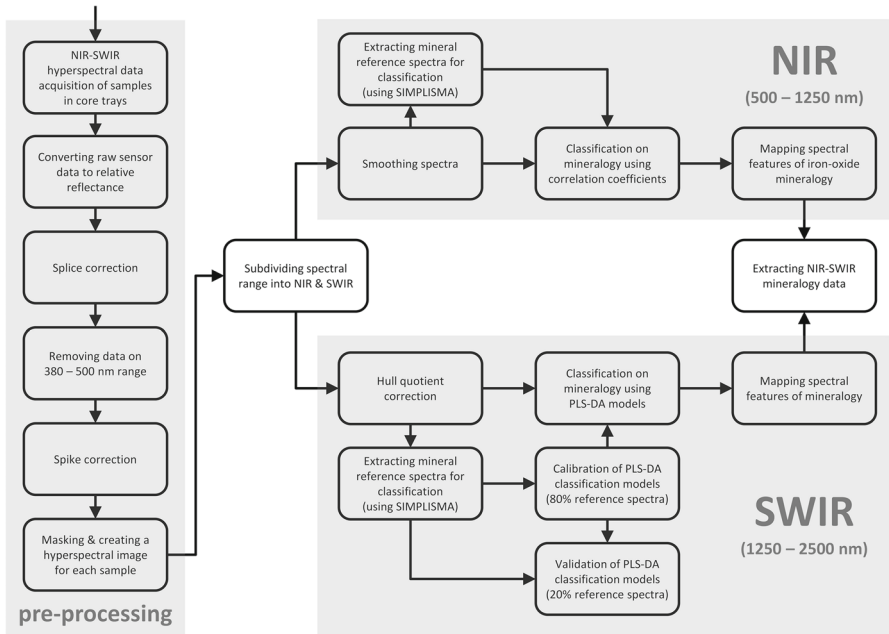 NIR-SWIR
hyperspectral data
acquisition of samples
in core trays
Converting raw sensor
data to relative
reflectance
Splice correction
Removing data on
380 – 500 nm range
Spike correction
Masking & creating a
hyperspectral image
for each sample
pre-processing
Subdividing spectral
range into NIR & SWIR
NIR
(500 – 1250 nm)
Extracting mineral
reference spectra for
classification
(using SIMPLISMA)
Smoothing spectra
Classification on
mineralogy using
correlation coefficients
Mapping spectral
features of iron-oxide
mineralogy
Extracting NIR-SWIR
mineralogy data
Hull quotient
correction
Classification on
mineralogy using
PLS-DA models
Mapping spectral
features of mineralogy
Extracting mineral
reference spectra for
classification
(using SIMPLISMA)
Calibration of PLS-DA
classification models
(80% reference spectra)
Validation of PLS-DA
classification models
(20% reference spectra)
SWIR
(1250 – 2500 nm)